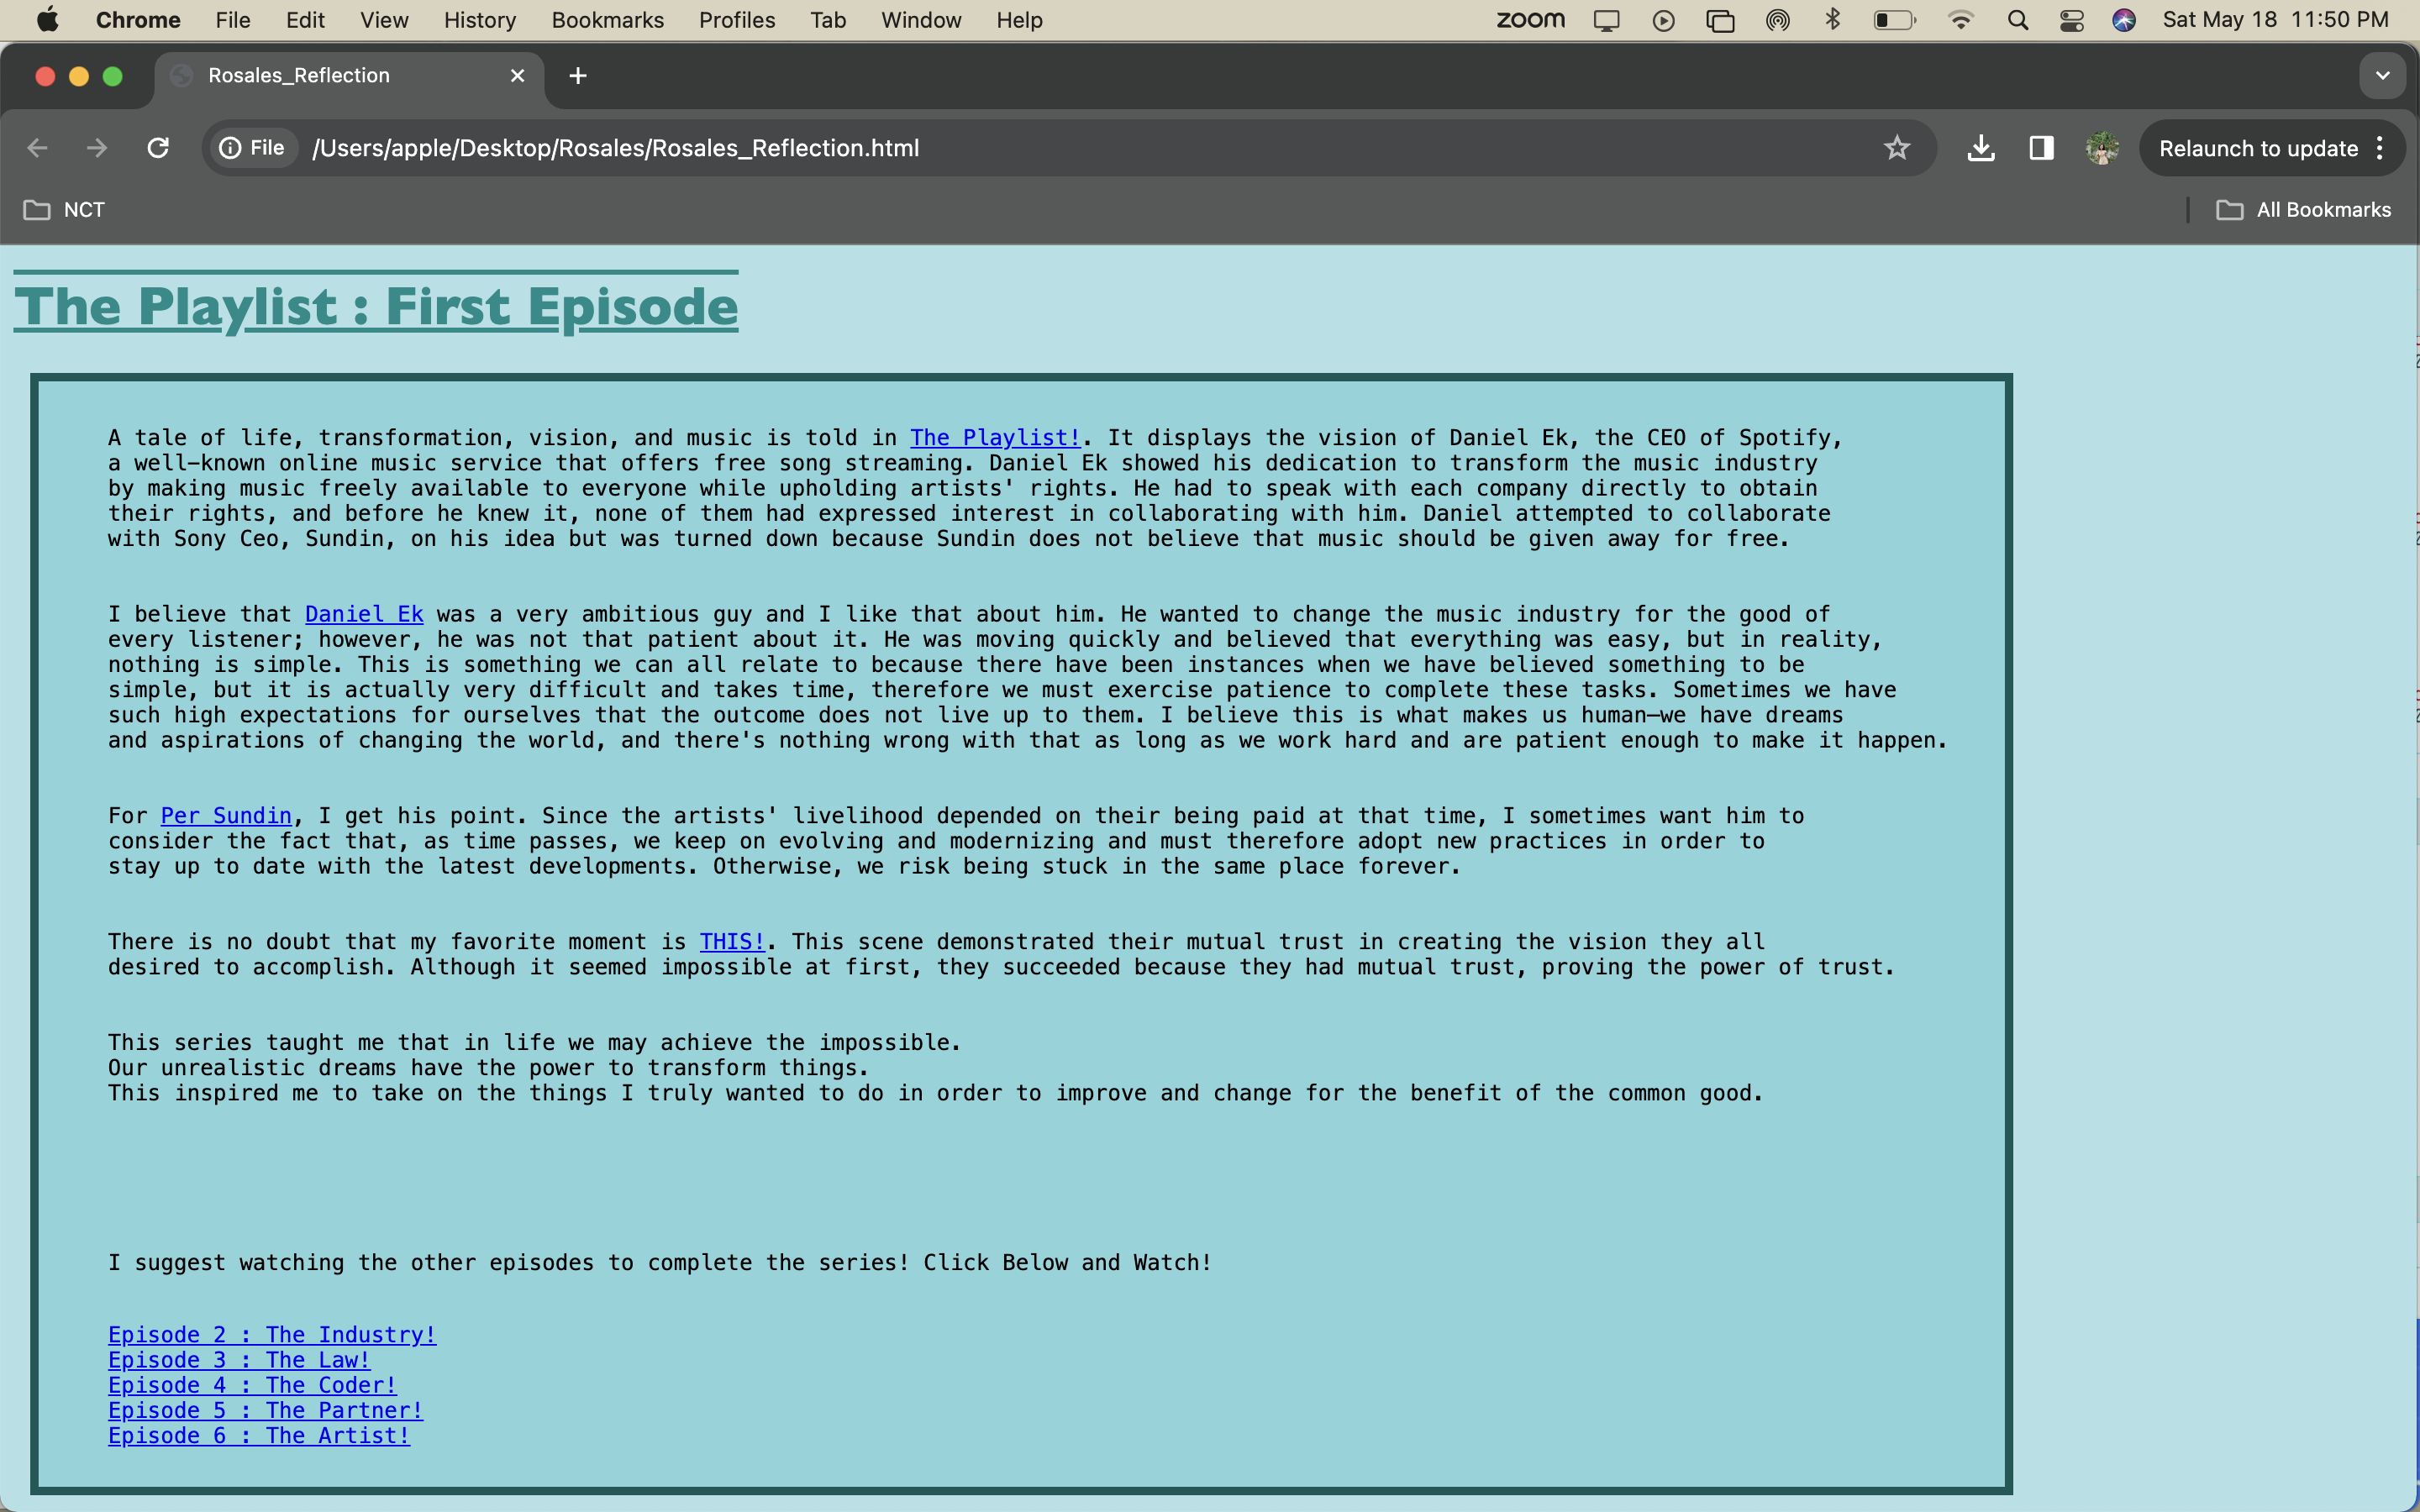 Chrome File Edit View History Bookmarks Profiles Tab Window Help zoom Sat May 18 11:50 PM
Rosales_Reflection
File /Users/apple/Desktop/Rosales/Rosales_Reflection.html Relaunch to update
NCT All Bookmarks
The Playlist : First Episode
A tale of life, transformation, vision, and music is told in The Playlist!. It displays the vision of Daniel Ek, the CEO of Spotify,
a well-known online music service that offers free song streaming. Daniel Ek showed his dedication to transform the music industry
by making music freely available to everyone while upholding artists' rights. He had to speak with each company directly to obtain
their rights, and before he knew it, none of them had expressed interest in collaborating with him. Daniel attempted to collaborate
with Sony Ceo, Sundin, on his idea but was turned down because Sundin does not believe that music should be given away for free.
I believe that Daniel Ek was a very ambitious guy and I like that about him. He wanted to change the music industry for the good of
every listener; however, he was not that patient about it. He was moving quickly and believed that everything was easy, but in reality,
nothing is simple. This is something we can all relate to because there have been instances when we have believed something to be
simple, but it is actually very difficult and takes time, therefore we must exercise patience to complete these tasks. Sometimes we have
such high expectations for ourselves that the outcome does not live up to them. I believe this is what makes us human—we have dreams
and aspirations of changing the world, and there's nothing wrong with that as long as we work hard and are patient enough to make it happen.
For Per Sundin, I get his point. Since the artists' livelihood depended on their being paid at that time, I sometimes want him to
consider the fact that, as time passes, we keep on evolving and modernizing and must therefore adopt new practices in order to
stay up to date with the latest developments. Otherwise, we risk being stuck in the same place forever.
There is no doubt that my favorite moment is THIS!. This scene demonstrated their mutual trust in creating the vision they all
desired to accomplish. Although it seemed impossible at first, they succeeded because they had mutual trust, proving the power of trust.
This series taught me that in life we may achieve the impossible.
Our unrealistic dreams have the power to transform things.
This inspired me to take on the things I truly wanted to do in order to improve and change for the benefit of the common good.
I suggest watching the other episodes to complete the series! Click Below and Watch!
Episode 2 : The Industry!
Episode 3 : The Law!
Episode 4 : The Coder!
Episode 5 : The Partner!
Episode 6 : The Artist!